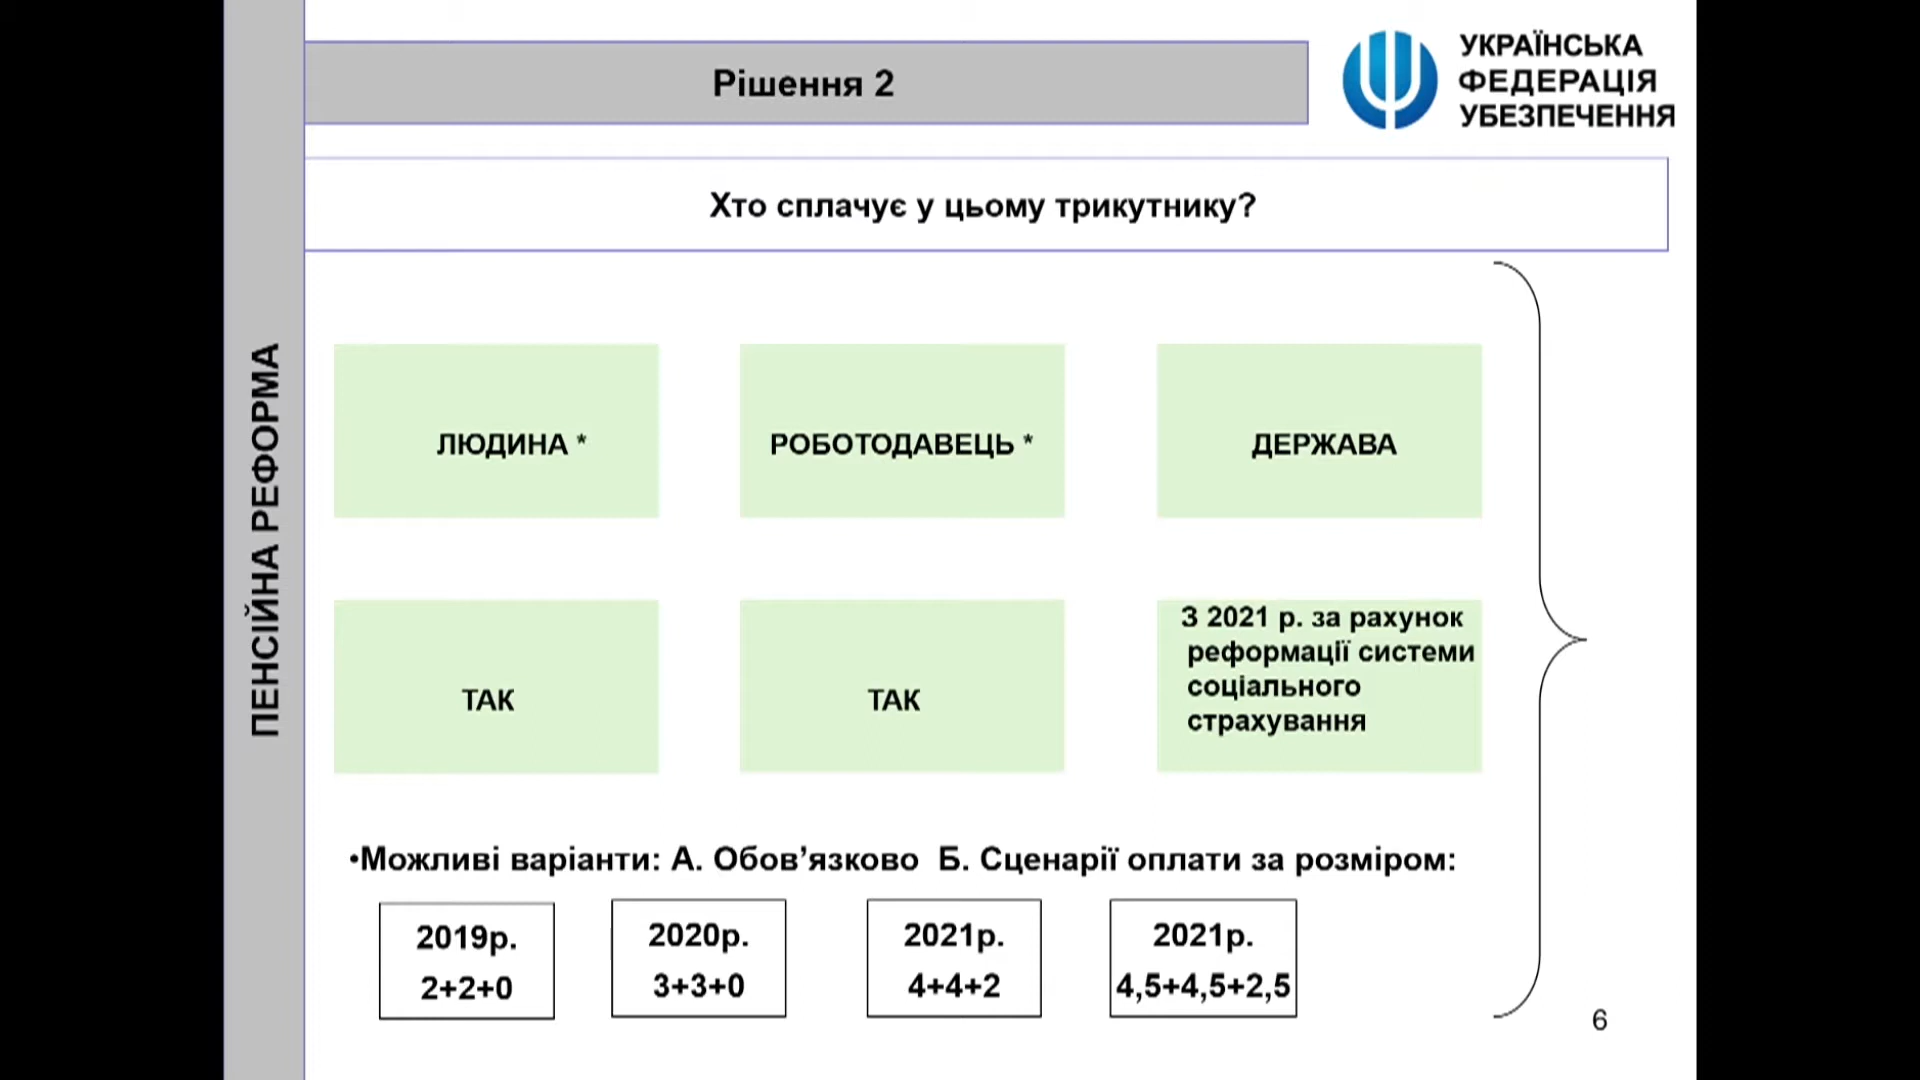 Рішення 2
УКРАЇНСЬКА
ФЕДЕРАЦІЯ
УБЕЗПЕЧЕННЯ
Хто сплачує у цьому трикутнику?
ПЕНСІЙНА РЕФОРМА
ЛЮДИНА *
РОБОТОДАВЕЦЬ *
ДЕРЖАВА
ТАК
ТАК
З 2021 р. за рахунок
реформації системи
соціального
страхування
•Можливі варіанти: А. Обов’язково Б. Сценарії оплати за розміром:
2019р.
2+2+0
2020р.
3+3+0
2021р.
4+4+2
2021р.
4,5+4,5+2,5
6